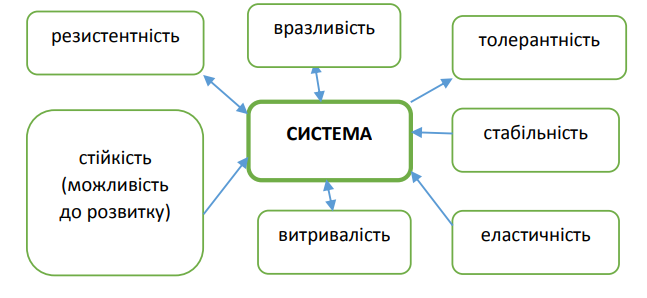 резистентність
вразливість
толерантність
СИСТЕМА
стабільність
стійкість
(можливість
до розвитку)
витривалість
еластичність